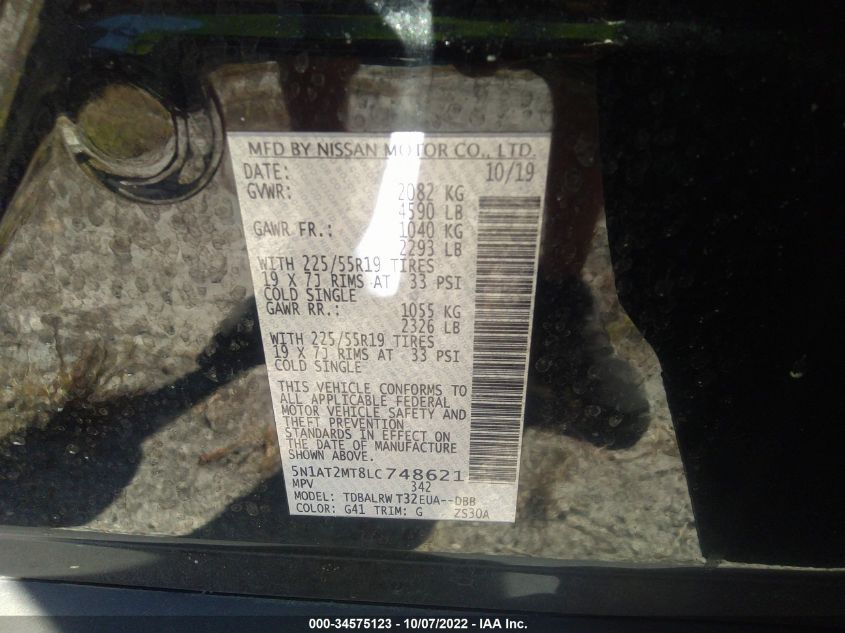 MFD BY NISSAN MOTOR CO., LTD.
DATE: 10/19
GVWR: 2082 KG
4590 LB
GAWR FR.: 1040 KG
2293 LB
WITH 225/55R19 TIRES
19 X 7J RIMS AT 33 PSI
COLD SINGLE
GAWR RR.: 1055 KG
2326 LB
WITH 225/55R19 TIRES
19 X 7J RIMS AT 33 PSI
COLD SINGLE
THIS VEHICLE CONFORMS TO
ALL APPLICABLE FEDERAL
MOTOR VEHICLE SAFETY AND
THEFT PREVENTION
STANDARDS IN EFFECT ON
THE DATE OF MANUFACTURE
SHOWN ABOVE.
5N1AT2MT8LC748621
MPV 342
MODEL: TDBALRW T32EUA--DBB
COLOR: G41 TRIM: G ZS30A
000-34575123 - 10/07/2022 - IAA Inc.